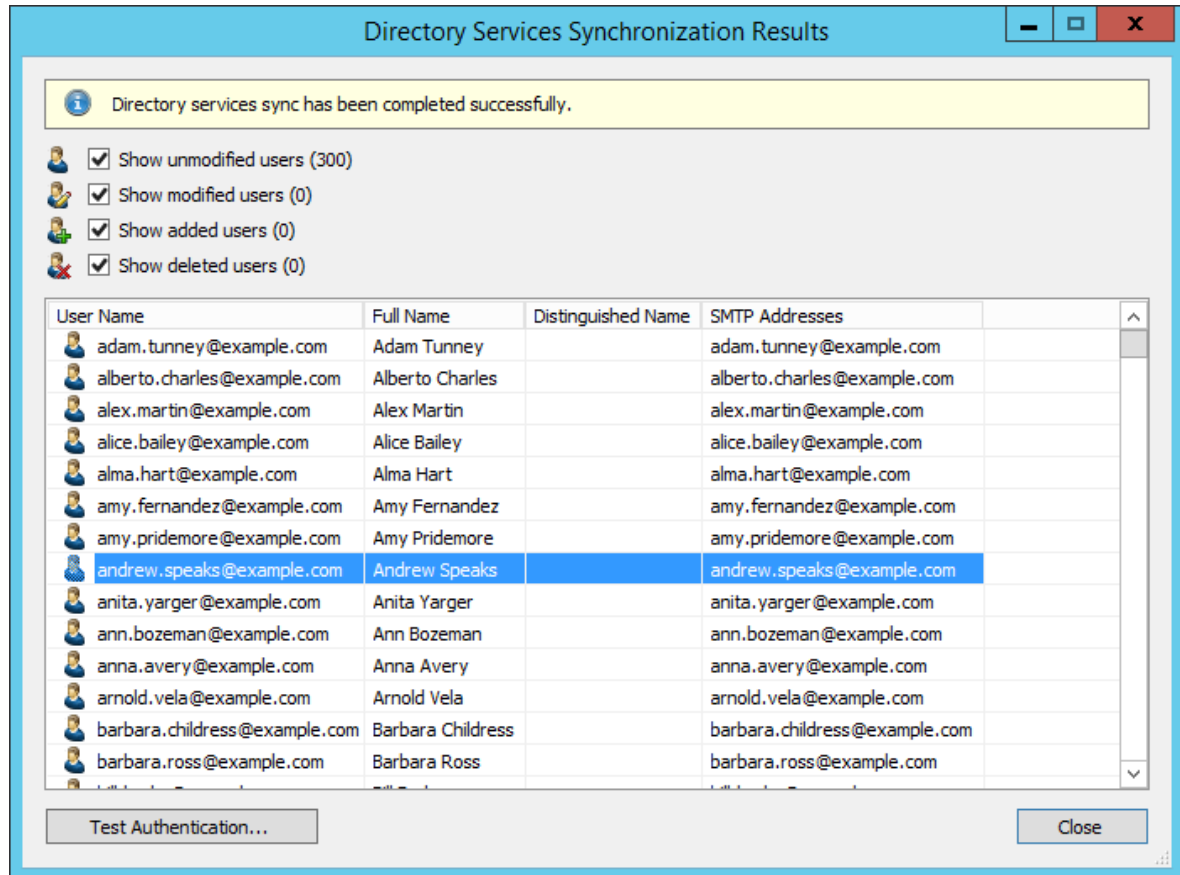 Directory Services Synchronization Results
Directory services sync has been completed successfully.
Show unmodified users (300)
Show modified users (0)
Show added users (0)
Show deleted users (0)
User Name Full Name Distinguished Name SMTP Addresses
adam.tunney@example.com Adam Tunney adam.tunney@example.com
alberto.charles@example.com Alberto Charles alberto.charles@example.com
alex.martin@example.com Alex Martin alex.martin@example.com
alice.bailey@example.com Alice Bailey alice.bailey@example.com
alma.hart@example.com Alma Hart alma.hart@example.com
amy.fernandez@example.com Amy Fernandez amy.fernandez@example.com
amy.pridemore@example.com Amy Pridemore amy.pridemore@example.com
andrew.speaks@example.com Andrew Speaks andrew.speaks@example.com
anita.yarger@example.com Anita Yarger anita.yarger@example.com
ann.bozeman@example.com Ann Bozeman ann.bozeman@example.com
anna.avery@example.com Anna Avery anna.avery@example.com
arnold.vela@example.com Arnold Vela arnold.vela@example.com
barbara.childress@example.com Barbara Childress barbara.childress@example.com
barbara.ross@example.com Barbara Ross barbara.ross@example.com
Test Authentication... Close